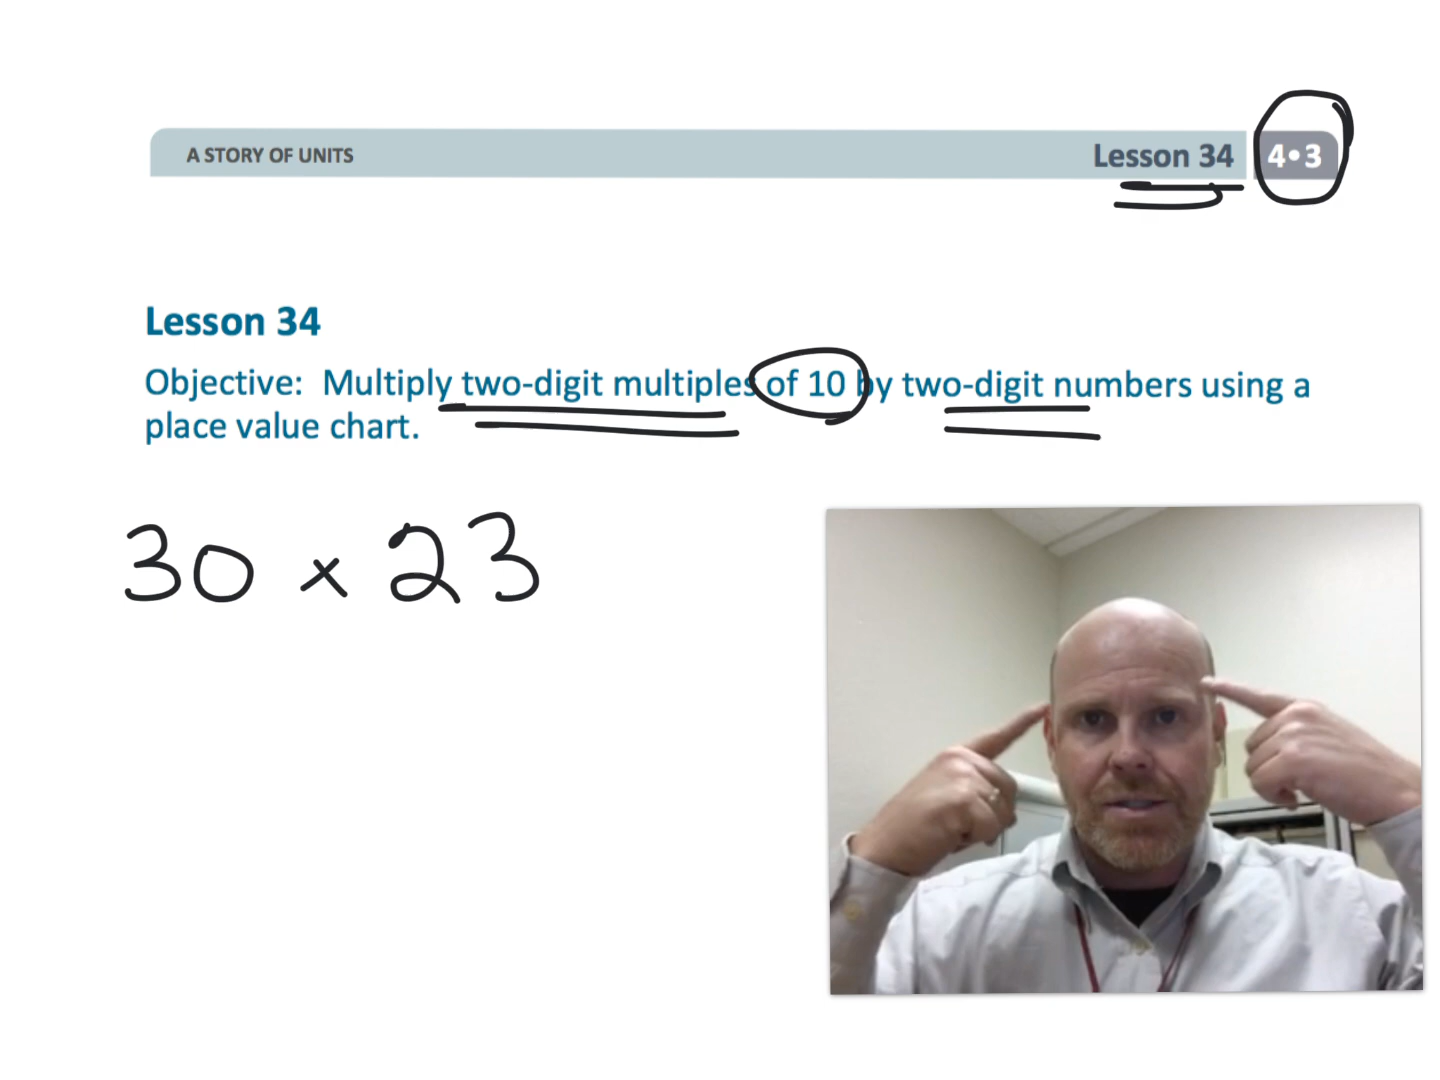 A STORY OF UNITS
Lesson 34 4•3
Lesson 34
Objective: Multiply two-digit multiples of 10 by two-digit numbers using a
place value chart.
30 x 23